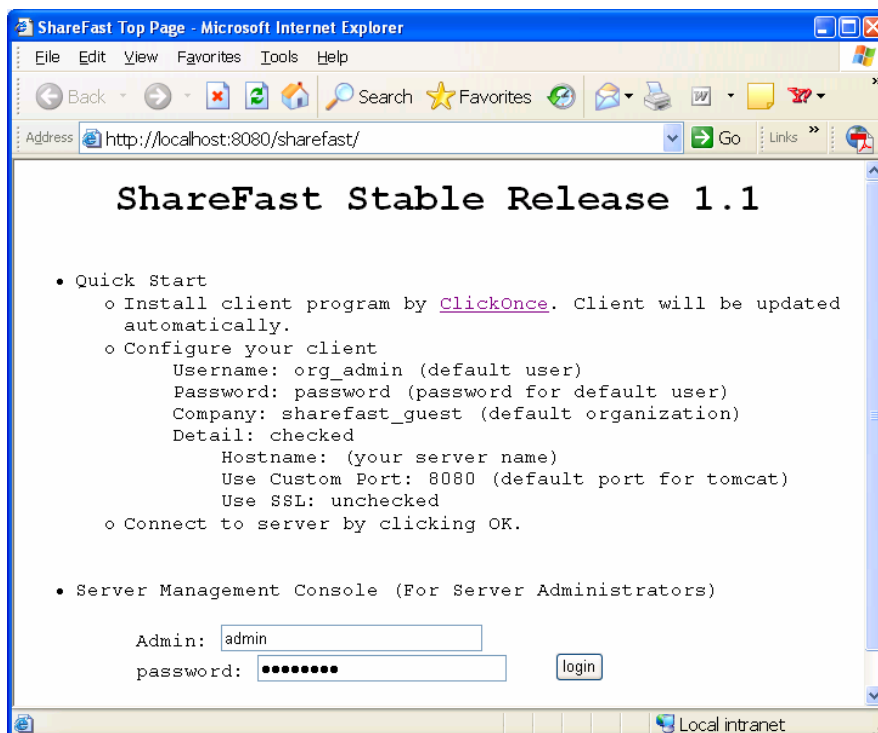 ShareFast Top Page - Microsoft Internet Explorer
File Edit View Favorites Tools Help
Back Search Favorites
Address http://localhost:8080/sharefast/ Go Links
ShareFast Stable Release 1.1
Quick Start
Install client program by ClickOnce. Client will be updated
automatically.
Configure your client
Username: org_admin (default user)
Password: password (password for default user)
Company: sharefast_guest (default organization)
Detail: checked
Hostname: (your server name)
Use Custom Port: 8080 (default port for tomcat)
Use SSL: unchecked
Connect to server by clicking OK.
Server Management Console (For Server Administrators)
Admin: admin
password: ●●●●●●●● login
Local intranet